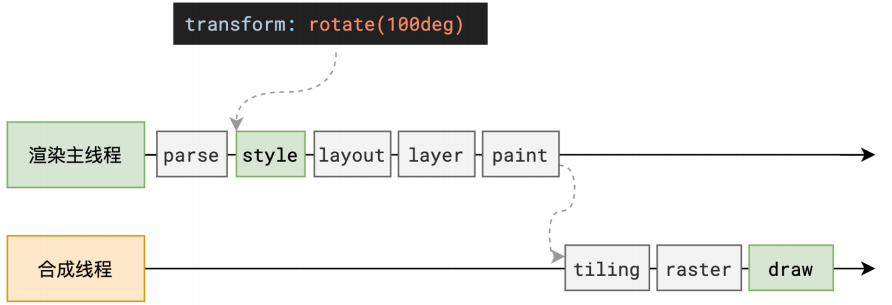 transform: rotate(100deg)
渲染主线程
parse
style
layout
layer
paint
合成线程
tiling
raster
draw